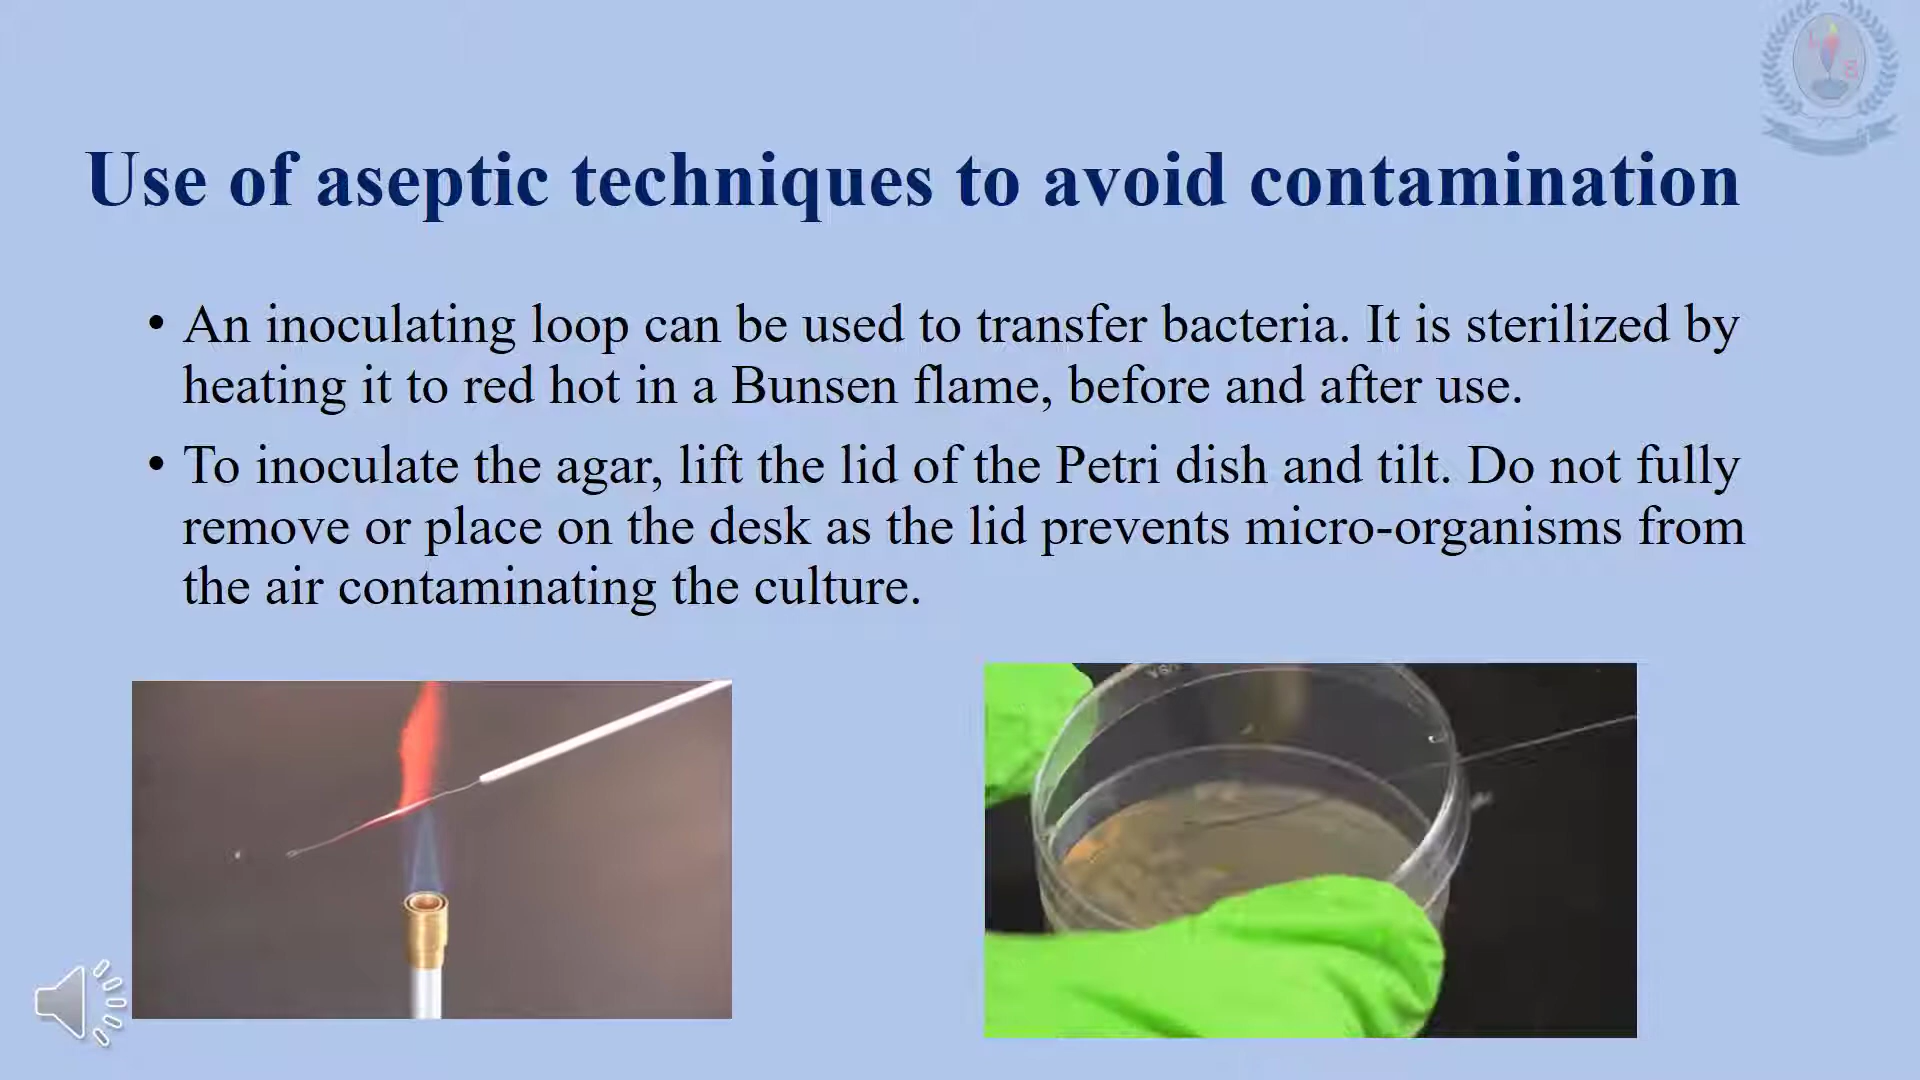 Use of aseptic techniques to avoid contamination
• An inoculating loop can be used to transfer bacteria. It is sterilized by
heating it to red hot in a Bunsen flame, before and after use.
• To inoculate the agar, lift the lid of the Petri dish and tilt. Do not fully
remove or place on the desk as the lid prevents micro-organisms from
the air contaminating the culture.